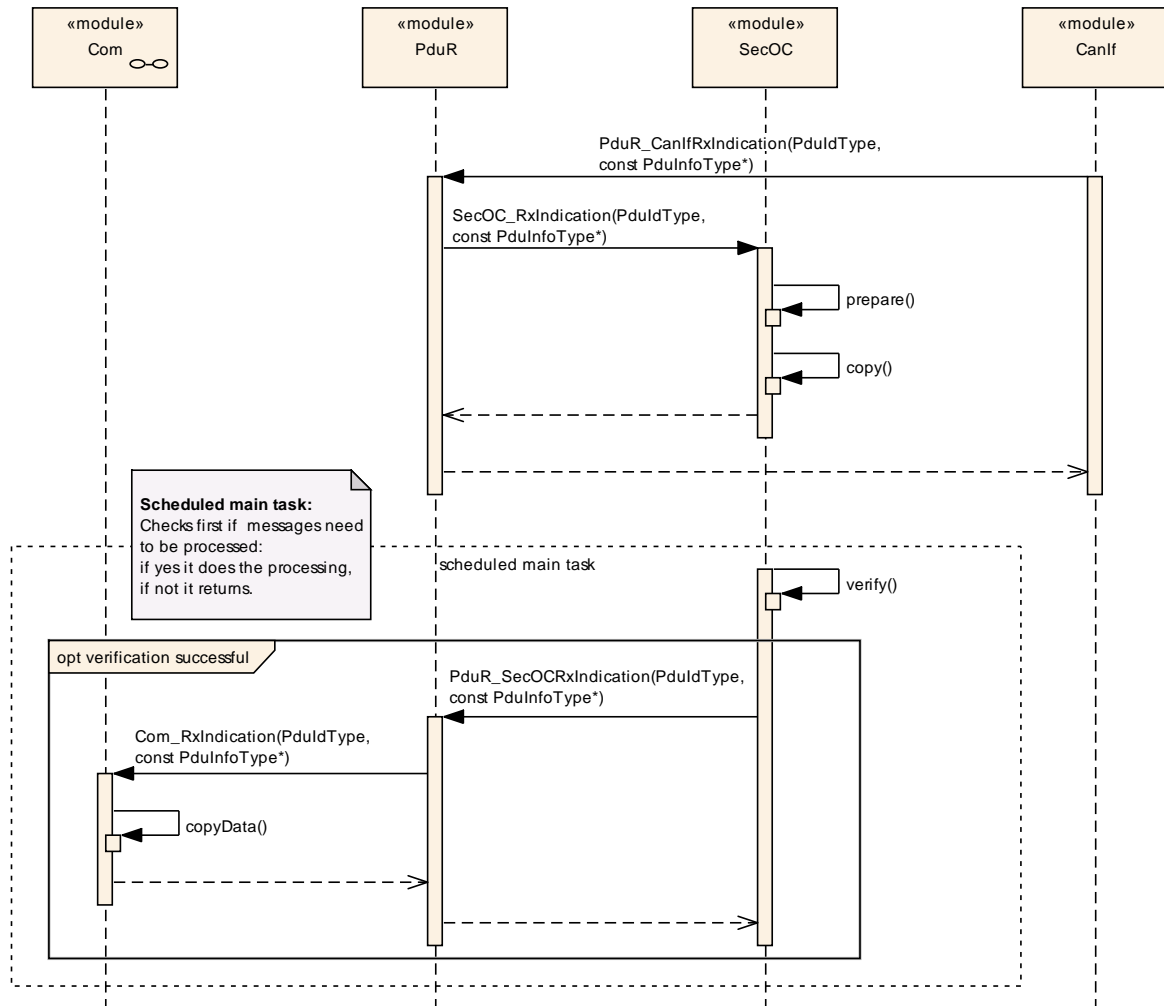 «module»
Com
«module»
PduR
«module»
SecOC
«module»
CanIf
PduR_CanIfRxIndication(PduIdType,
const PduInfoType*)
SecOC_RxIndication(PduIdType,
const PduInfoType*)
prepare()
copy()
Scheduled main task:
Checks first if messages need
to be processed:
if yes it does the processing,
if not it returns.
scheduled main task
verify()
opt verification successful
PduR_SecOCRxIndication(PduIdType,
const PduInfoType*)
Com_RxIndication(PduIdType,
const PduInfoType*)
copyData()